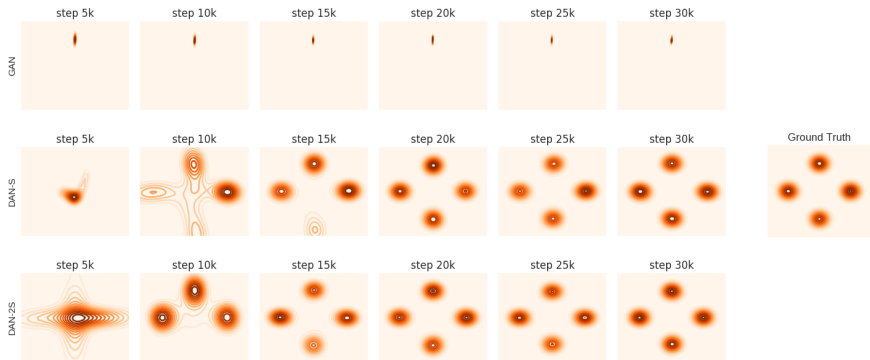 step 5k step 10k step 15k step 20k step 25k step 30k
GAN
step 5k step 10k step 15k step 20k step 25k step 30k
Ground Truth
DAN-S
step 5k step 10k step 15k step 20k step 25k step 30k
DAN-2S